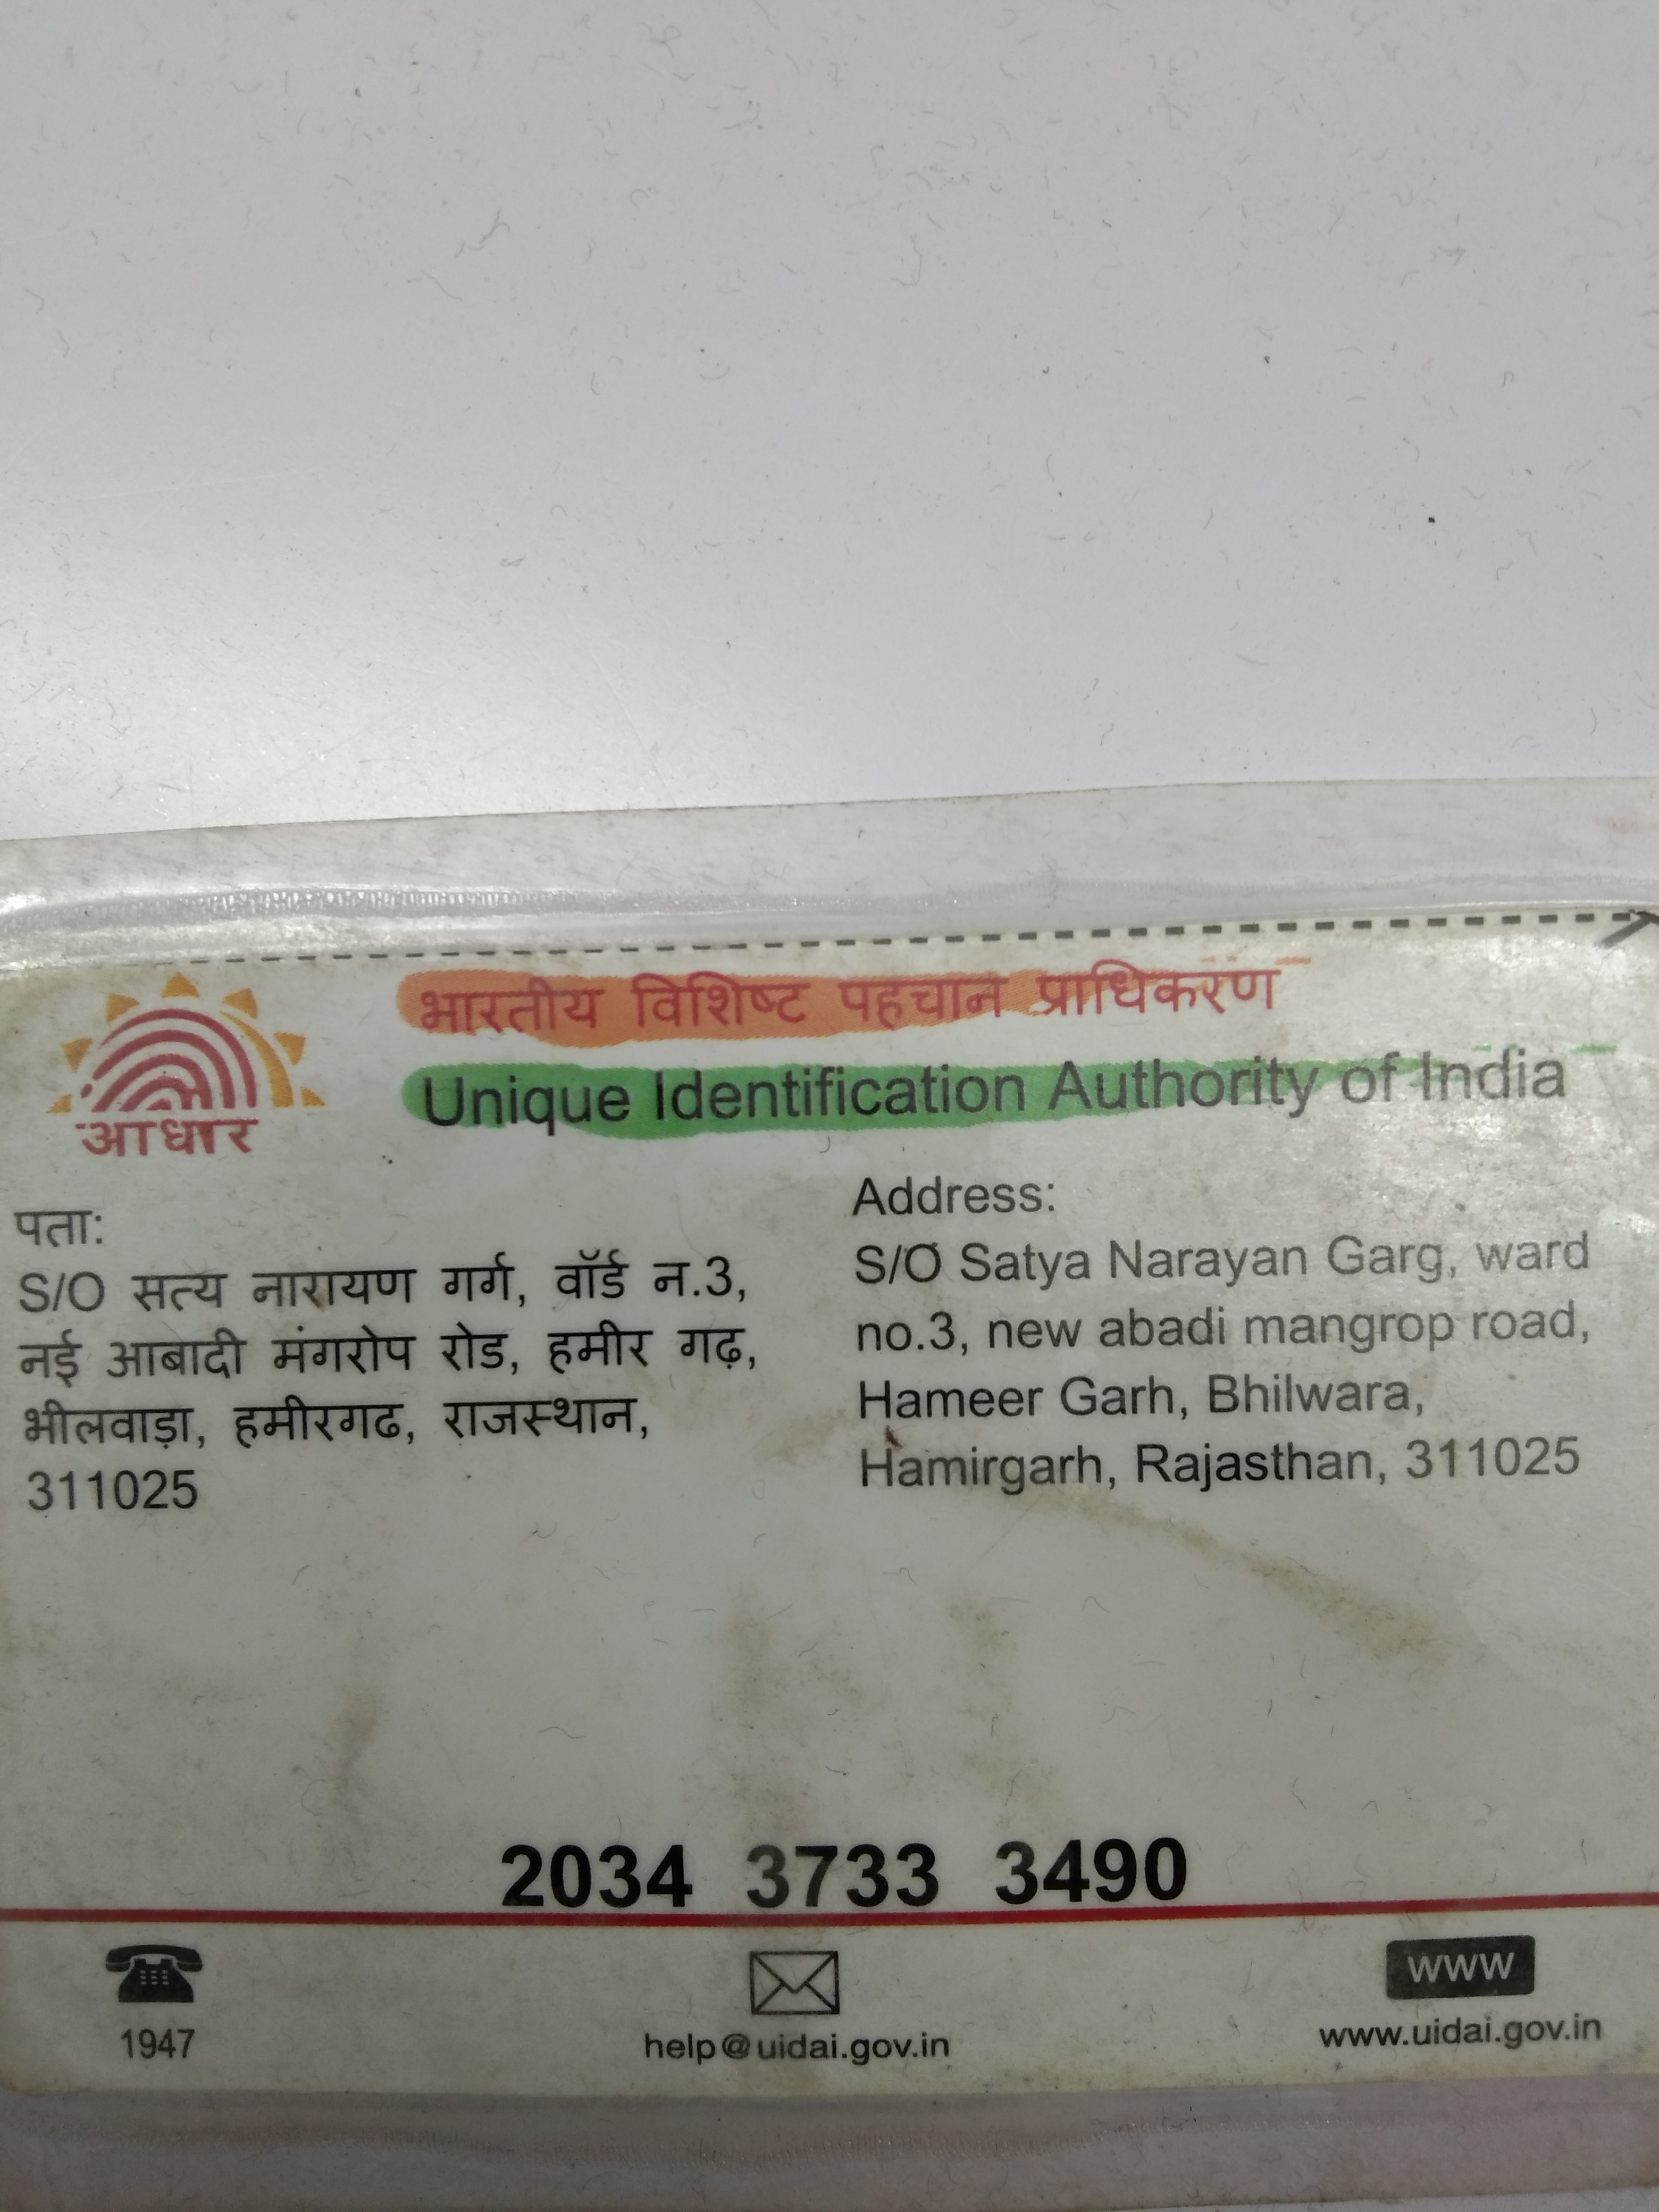 आधार
भारतीय विशिष्ट पहचान प्राधिकरण
Unique Identification Authority of India
पता:
S/O सत्य नारायण गर्ग, वॉर्ड न.3,
नई आबादी मंगरोप रोड, हमीर गढ़,
भीलवाड़ा, हमीरगढ, राजस्थान,
311025
Address:
S/O Satya Narayan Garg, ward
no.3, new abadi mangrop road,
Hameer Garh, Bhilwara,
Hamirgarh, Rajasthan, 311025
2034 3733 3490
1947
help@uidai.gov.in
www
www.uidai.gov.in